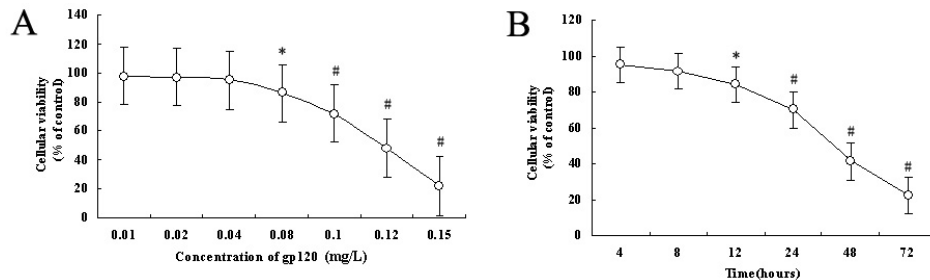 A
Cellular viability
(% of control)
140
120
100
80
60
40
20
0
*
#
#
#
0.01 0.02 0.04 0.08 0.1 0.12 0.15
Concentration of gp120 (mg/L)
B
Cellular viability
(% of control)
120
100
80
60
40
20
0
*
#
#
#
4 8 12 24 48 72
Time(hours)